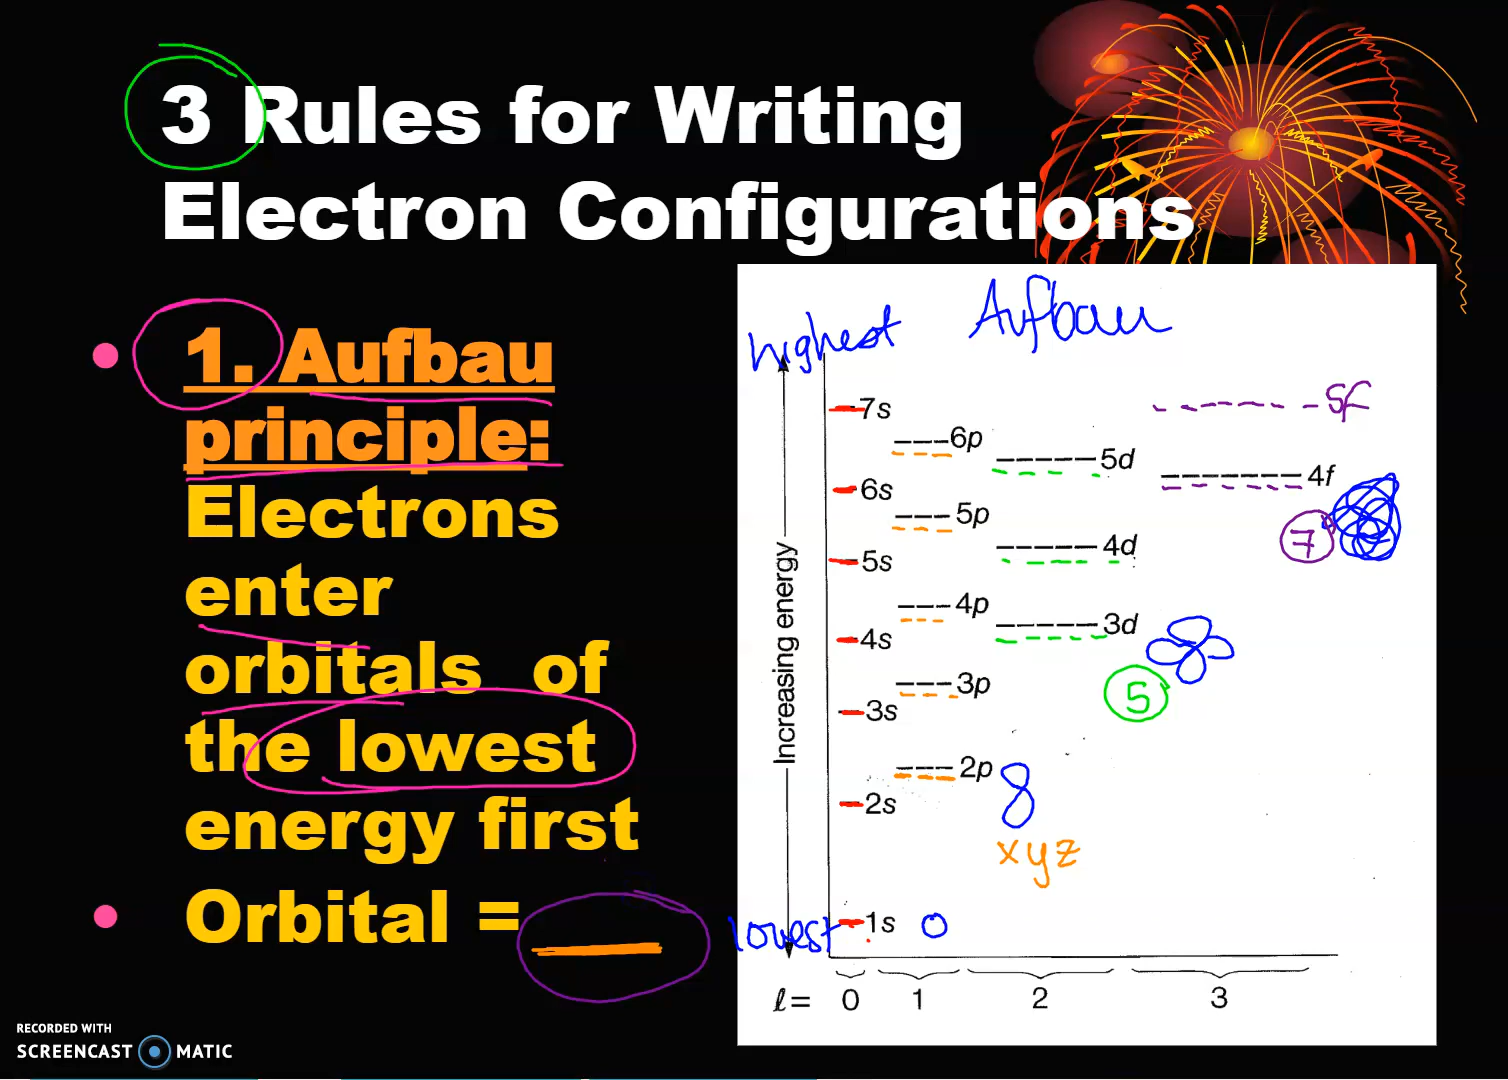 3 Rules for Writing
Electron Configurations
• 1. Aufbau
principle:
Electrons
enter
orbitals of
the lowest
energy first
• Orbital =
Aufbau
highest
7s
5f
6p
5d
4f
6s
5p
7
4d
5s
4p
3d
4s
3p
5
3s
2p
2s
xyz
1s
lowest
Increasing energy
ℓ= 0 1 2 3
RECORDED WITH
SCREENCAST MATIC